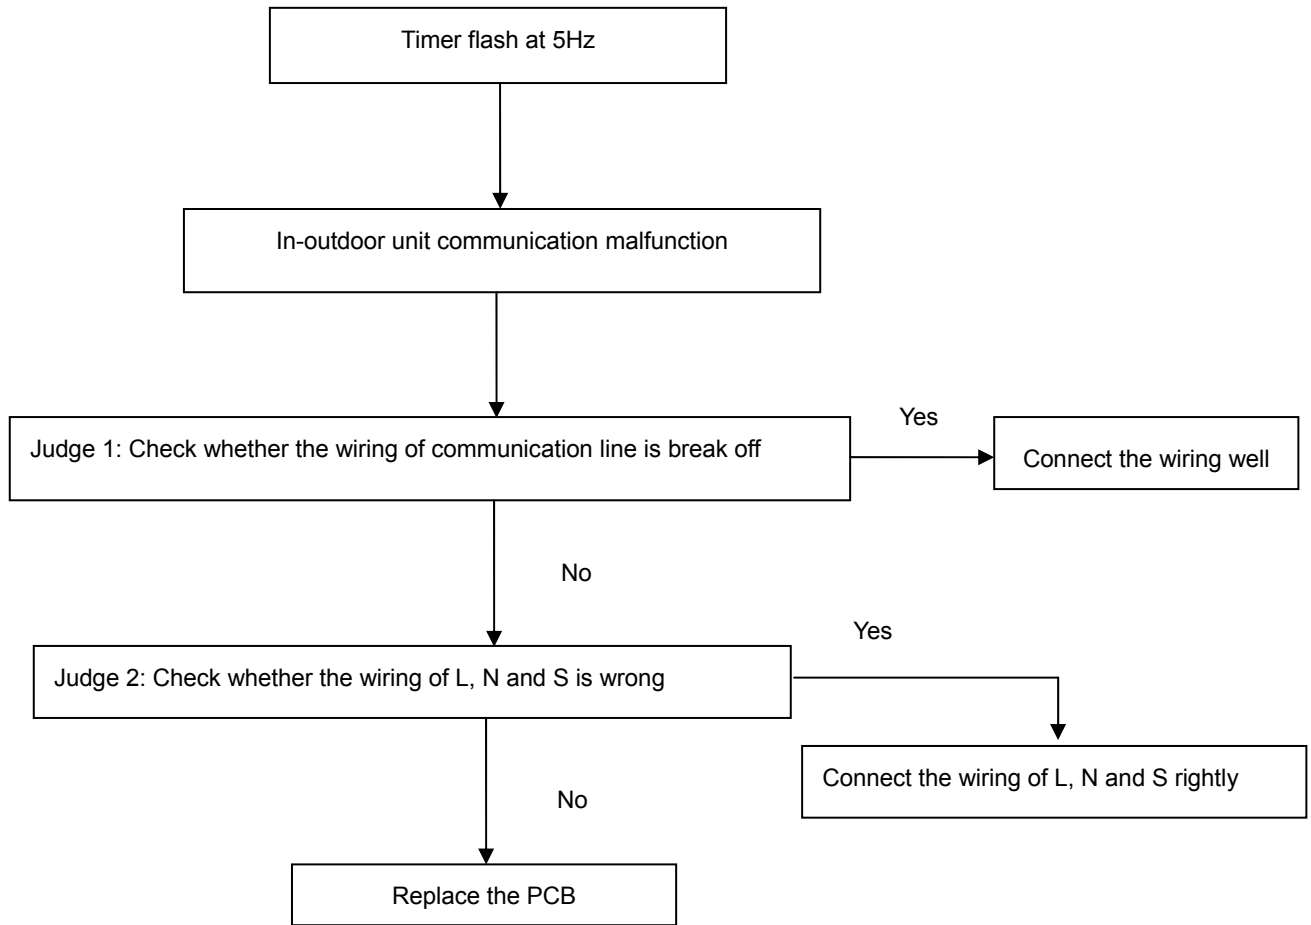 Timer flash at 5Hz
In-outdoor unit communication malfunction
Judge 1: Check whether the wiring of communication line is break off
Yes
Connect the wiring well
No
Judge 2: Check whether the wiring of L, N and S is wrong
Yes
Connect the wiring of L, N and S rightly
No
Replace the PCB